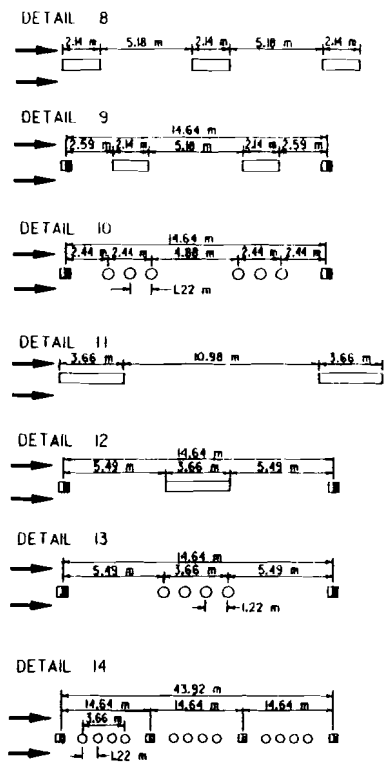 DETAIL 8
2.14 m 5.18 m 2.14 m 5.18 m 2.14 m
DETAIL 9
14.64 m
2.59 m 2.14 m 5.18 m 2.14 m 2.59 m
DETAIL 10
14.64 m
2.44 m 2.44 m 4.88 m 2.44 m 2.44 m
1.22 m
DETAIL 11
3.66 m 10.98 m 3.66 m
DETAIL 12
14.64 m
5.49 m 3.66 m 5.49 m
DETAIL 13
14.64 m
5.49 m 3.66 m 5.49 m
1.22 m
DETAIL 14
43.92 m
14.64 m 14.64 m 14.64 m
3.66 m
1.22 m